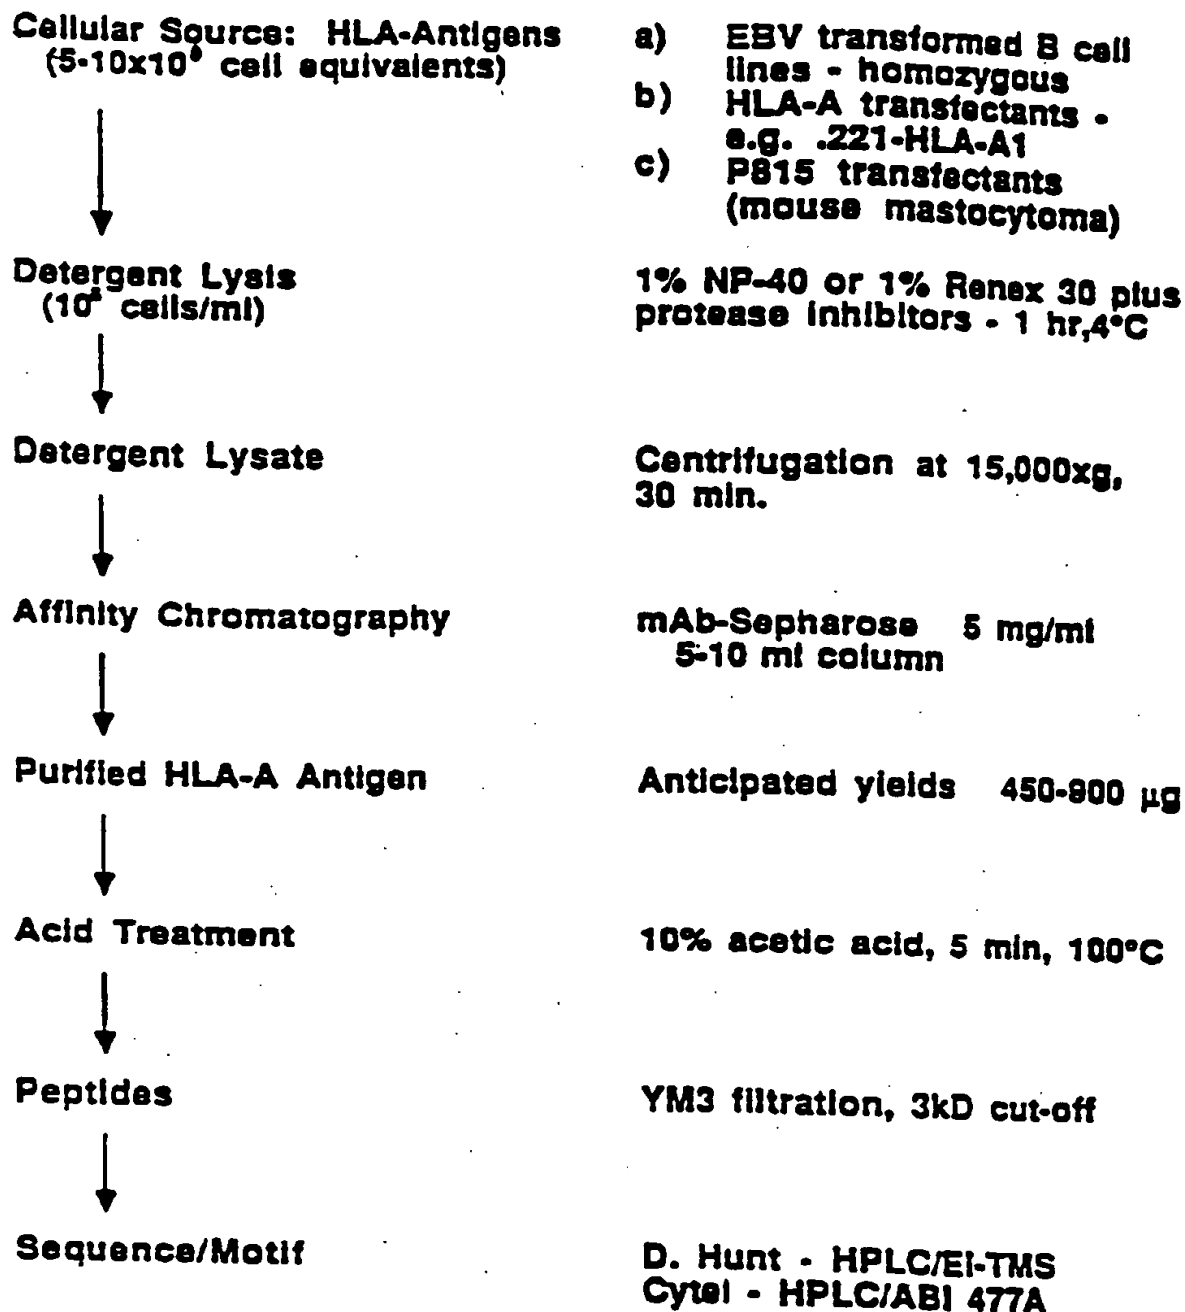 Cellular Source: HLA-Antigens
cell equivalents)
a) EBV transformed B cell
lines - homozygous
b) HLA-A transfectants -
e.g. .221-HLA-A1
c) P815 transfectants
(mouse mastocytoma)
Detergent Lysis
cells/ml)
1% NP-40 or 1% Renex 30 plus
protease inhibitors - 1 hr,4°C
Detergent Lysate
Centrifugation at 15,000xg,
30 min.
Affinity Chromatography
mAb-Sepharose 5 mg/ml
5-10 ml column
Purified HLA-A Antigen
Anticipated yields 450-900 µg
Acid Treatment
10% acetic acid, 5 min, 100°C
Peptides
YM3 filtration, 3kD cut-off
Sequence/Motif
D. Hunt - HPLC/EI-TMS
Cytel - HPLC/ABI 477A